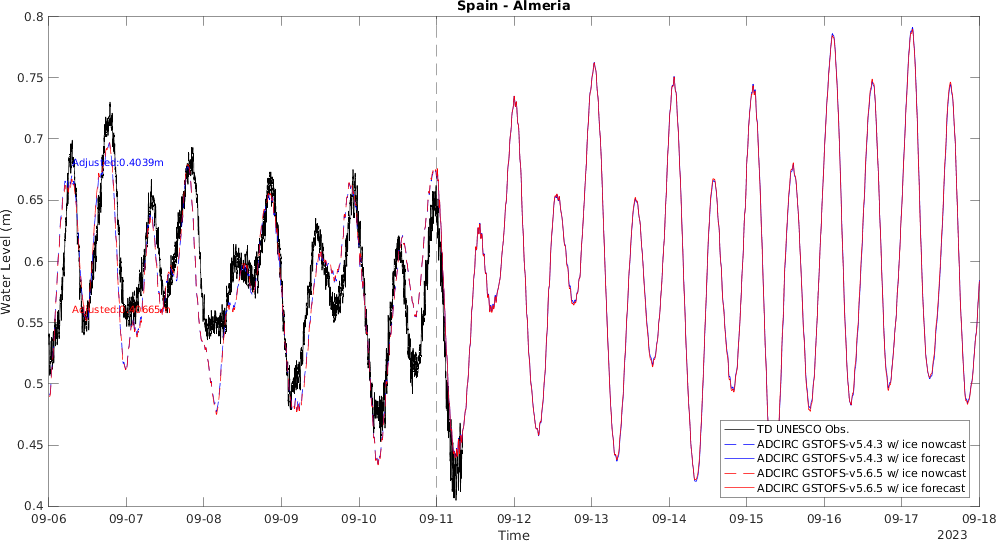 Spain - Almeria
0.8
0.75
0.7
0.65
0.6
0.55
0.5
0.45
0.4
Water Level (m)
Adjusted:0.4039m
TD UNESCO Obs.
ADCIRC GSTOFS-v5.4.3 w/ ice nowcast
ADCIRC GSTOFS-v5.4.3 w/ ice forecast
ADCIRC GSTOFS-v5.6.5 w/ ice nowcast
ADCIRC GSTOFS-v5.6.5 w/ ice forecast
09-06 09-07 09-08 09-09 09-10 09-11 09-12 09-13 09-14 09-15 09-16 09-17 09-18
Time
2023